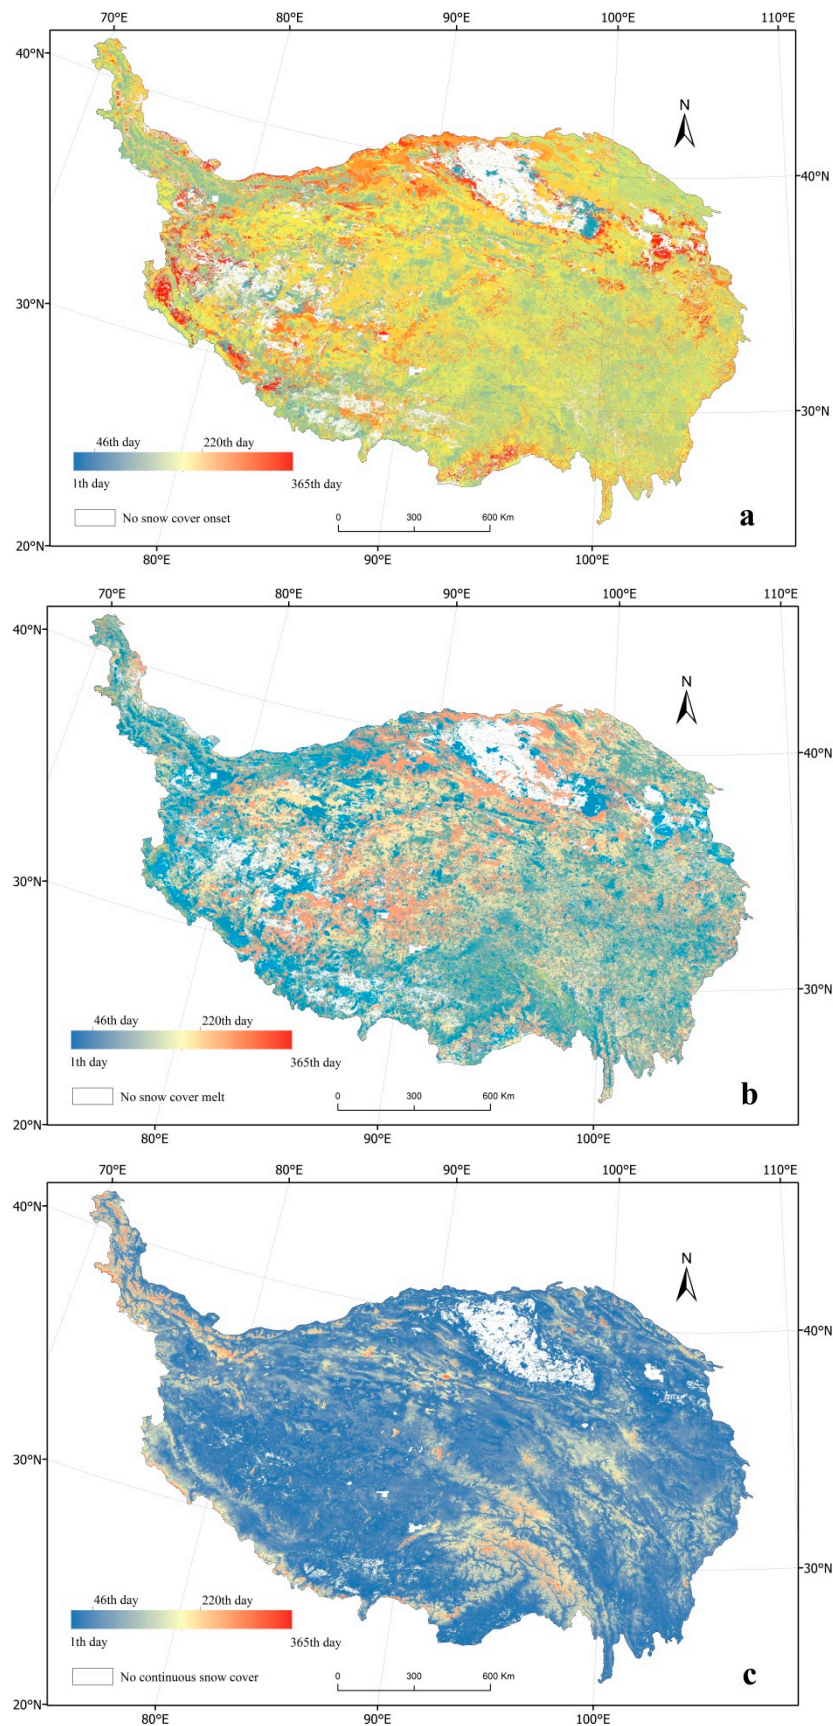 70°E 80°E 90°E 100°E 110°E
40°N
N
40°N
30°N
30°N
46th day 220th day
1th day 365th day
No snow cover onset
0 300 600 Km
a
20°N
80°E 90°E 100°E
70°E 80°E 90°E 100°E 110°E
40°N
N
40°N
30°N
30°N
46th day 220th day
1th day 365th day
No snow cover melt
0 300 600 Km
b
20°N
80°E 90°E 100°E
70°E 80°E 90°E 100°E 110°E
40°N
N
40°N
30°N
30°N
46th day 220th day
1th day 365th day
No continuous snow cover
0 300 600 Km
c
20°N
80°E 90°E 100°E